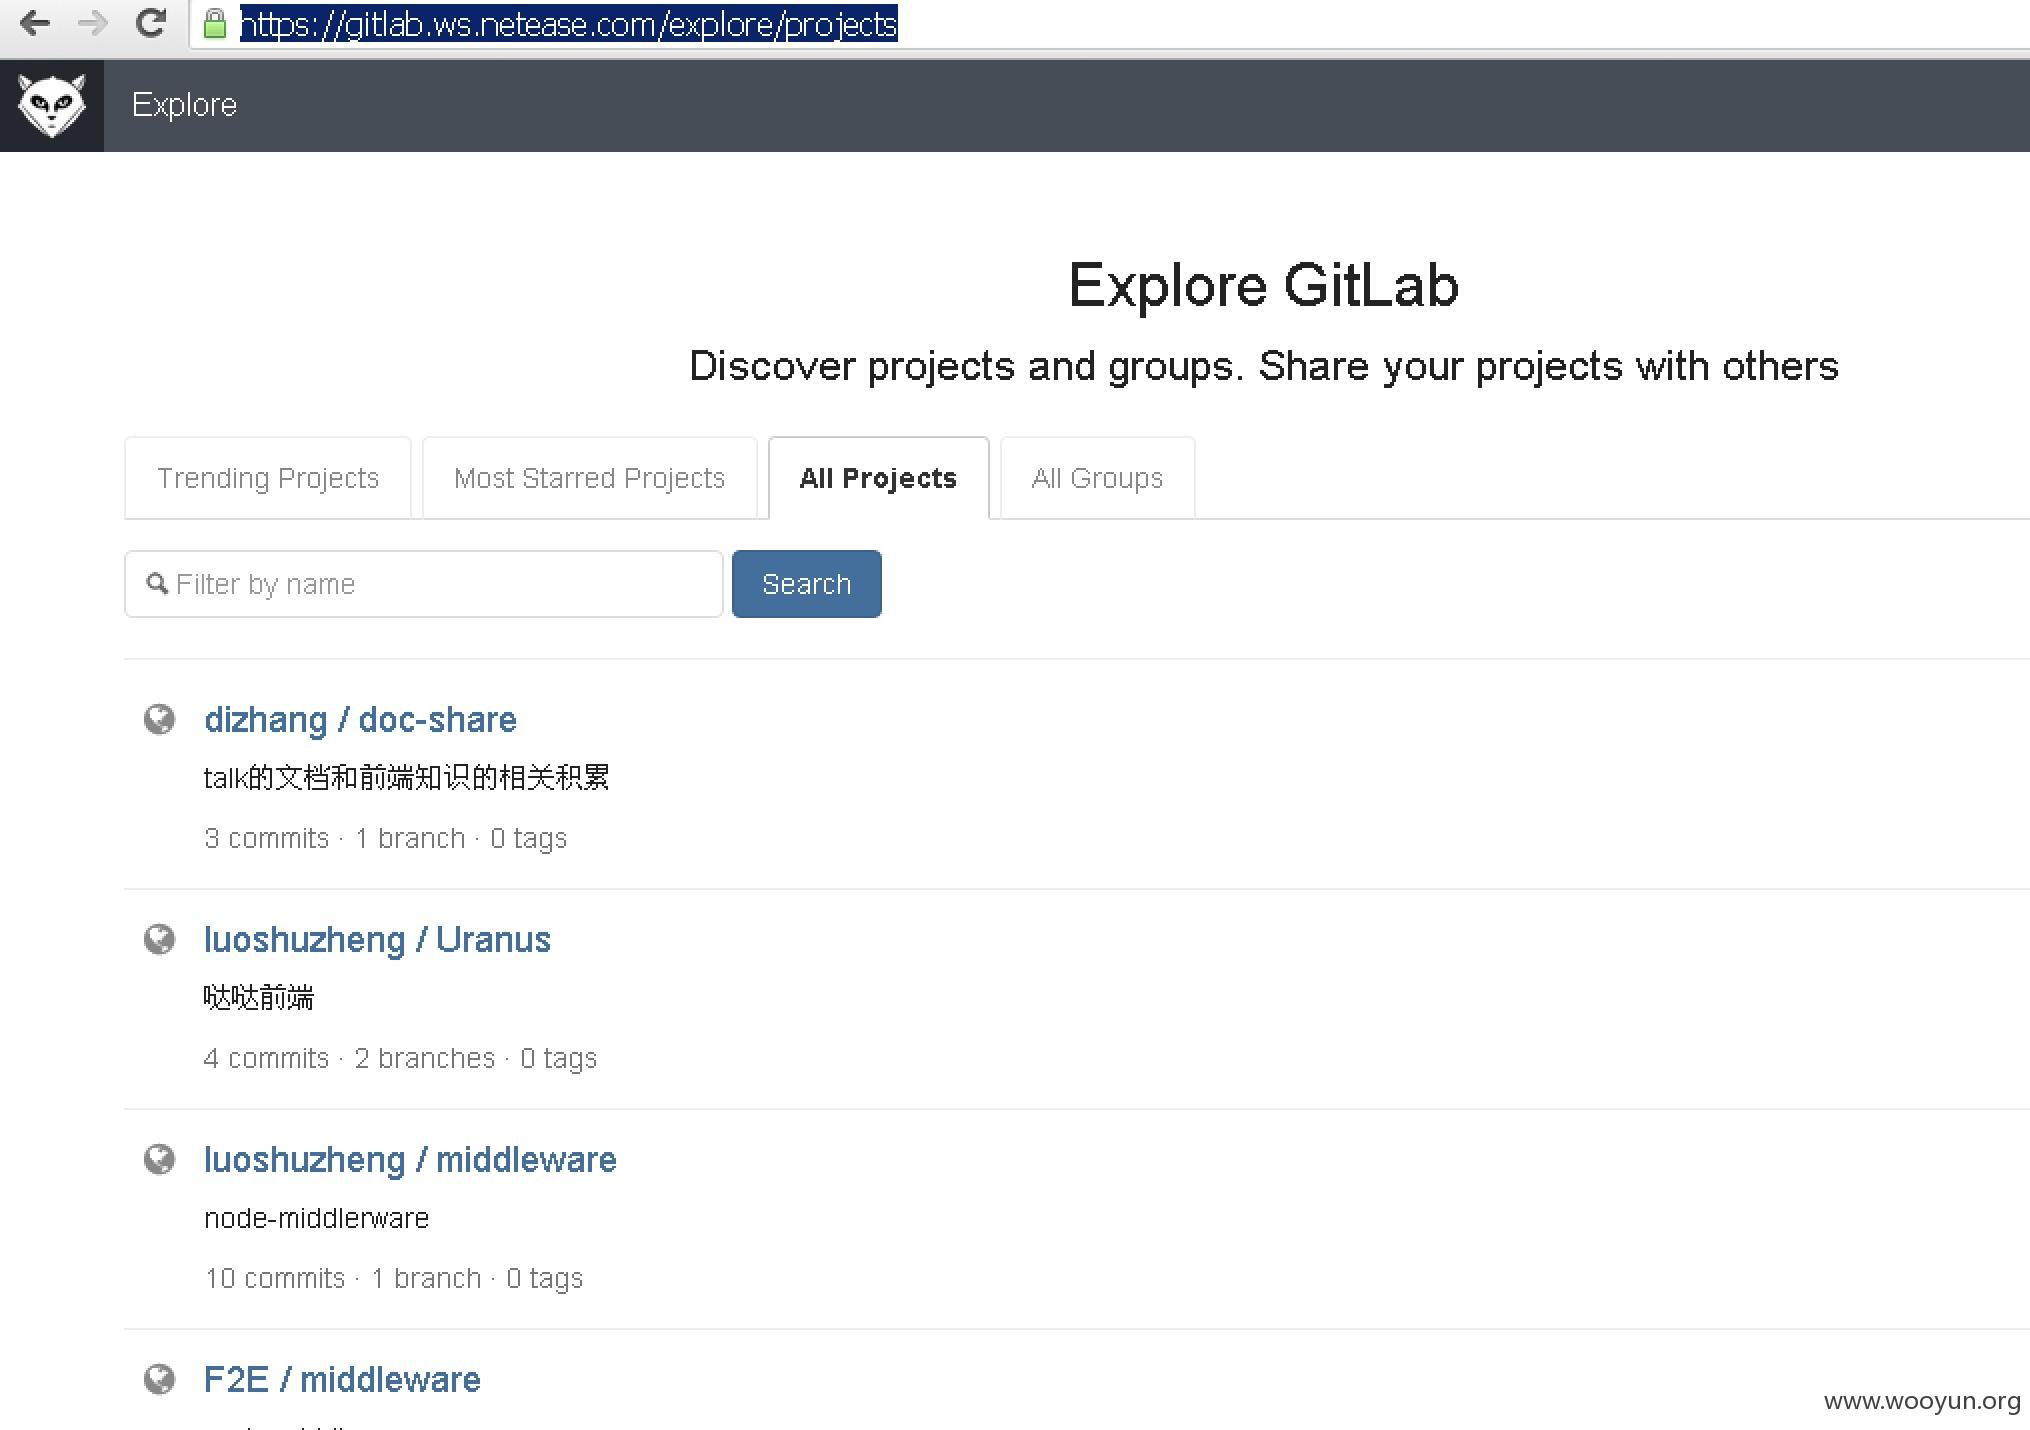 https://gitlab.ws.netease.com/explore/projects
Explore
Explore GitLab
Discover projects and groups. Share your projects with others
Trending Projects Most Starred Projects All Projects All Groups
Filter by name Search
dizhang / doc-share
talk的文档和前端知识的相关积累
3 commits · 1 branch · 0 tags
luoshuzheng / Uranus
哒哒前端
4 commits · 2 branches · 0 tags
luoshuzheng / middleware
node-middlerware
10 commits · 1 branch · 0 tags
F2E / middleware
www.wooyun.org